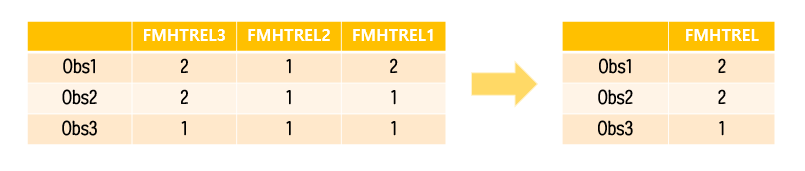 FMHTREL3 FMHTREL2 FMHTREL1 FMHTREL
Obs1 2 1 2 Obs1 2
Obs2 2 1 1 Obs2 2
Obs3 1 1 1 Obs3 1